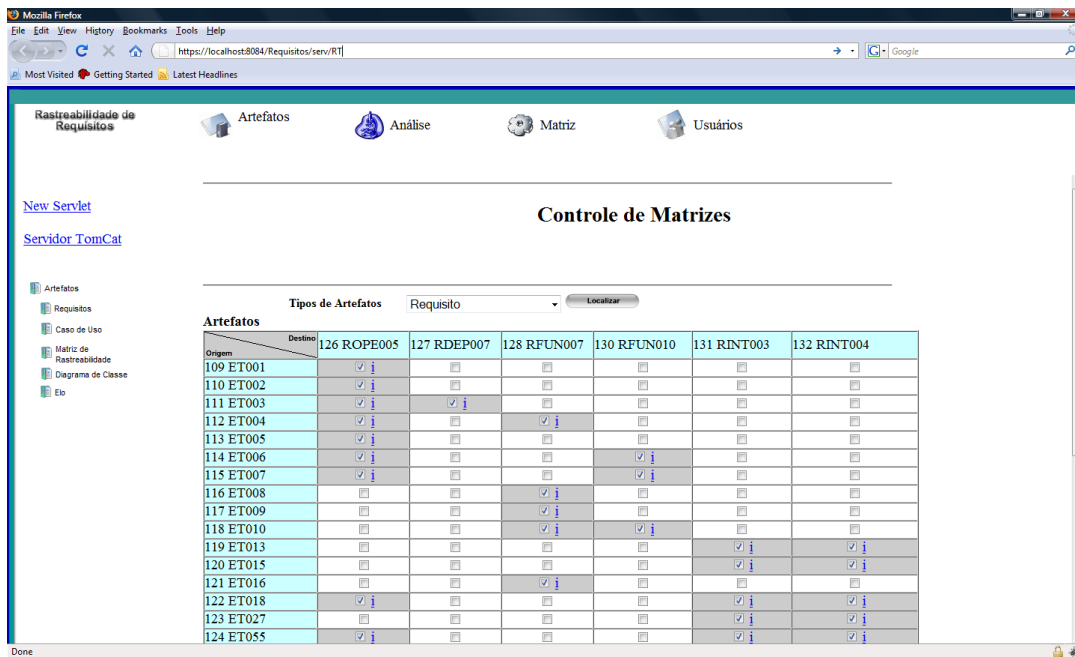 Mozilla Firefox
File Edit View History Bookmarks Tools Help
https://localhost:8084/Requisitos/serv/RT
G Google
Most Visited Getting Started Latest Headlines
Rastreabilidade de
Requisitos
Artefatos
Análise
Matriz
Usuários
New Servlet
Servidor TomCat
Controle de Matrizes
Artefatos
Requisitos
Caso de Uso
Matriz de
Rastreabilidade
Diagrama de Classe
Elo
Tipos de Artefatos Requisito Localizar
Artefatos
Destino
Origem
126 ROPE005 127 RDEP007 128 RFUN007 130 RFUN010 131 RINT003 132 RINT004
109 ET001 i
110 ET002 i
111 ET003 i i
112 ET004 i i
113 ET005 i
114 ET006 i i
115 ET007 i i
116 ET008 i
117 ET009 i
118 ET010 i i
119 ET013 i i
120 ET015 i i
121 ET016 i
122 ET018 i i i
123 ET027 i i
124 ET055 i i i
Done